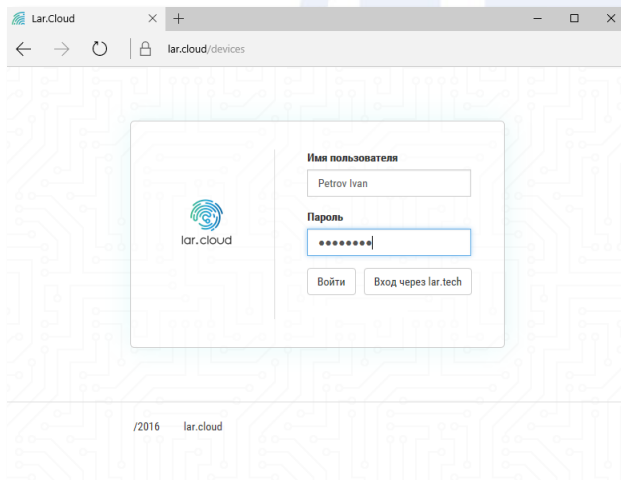 Lar.Cloud
lar.cloud/devices
Имя пользователя
Petrov Ivan
lar.cloud
Пароль
••••••••
Войти
Вход через lar.tech
/2016 lar.cloud